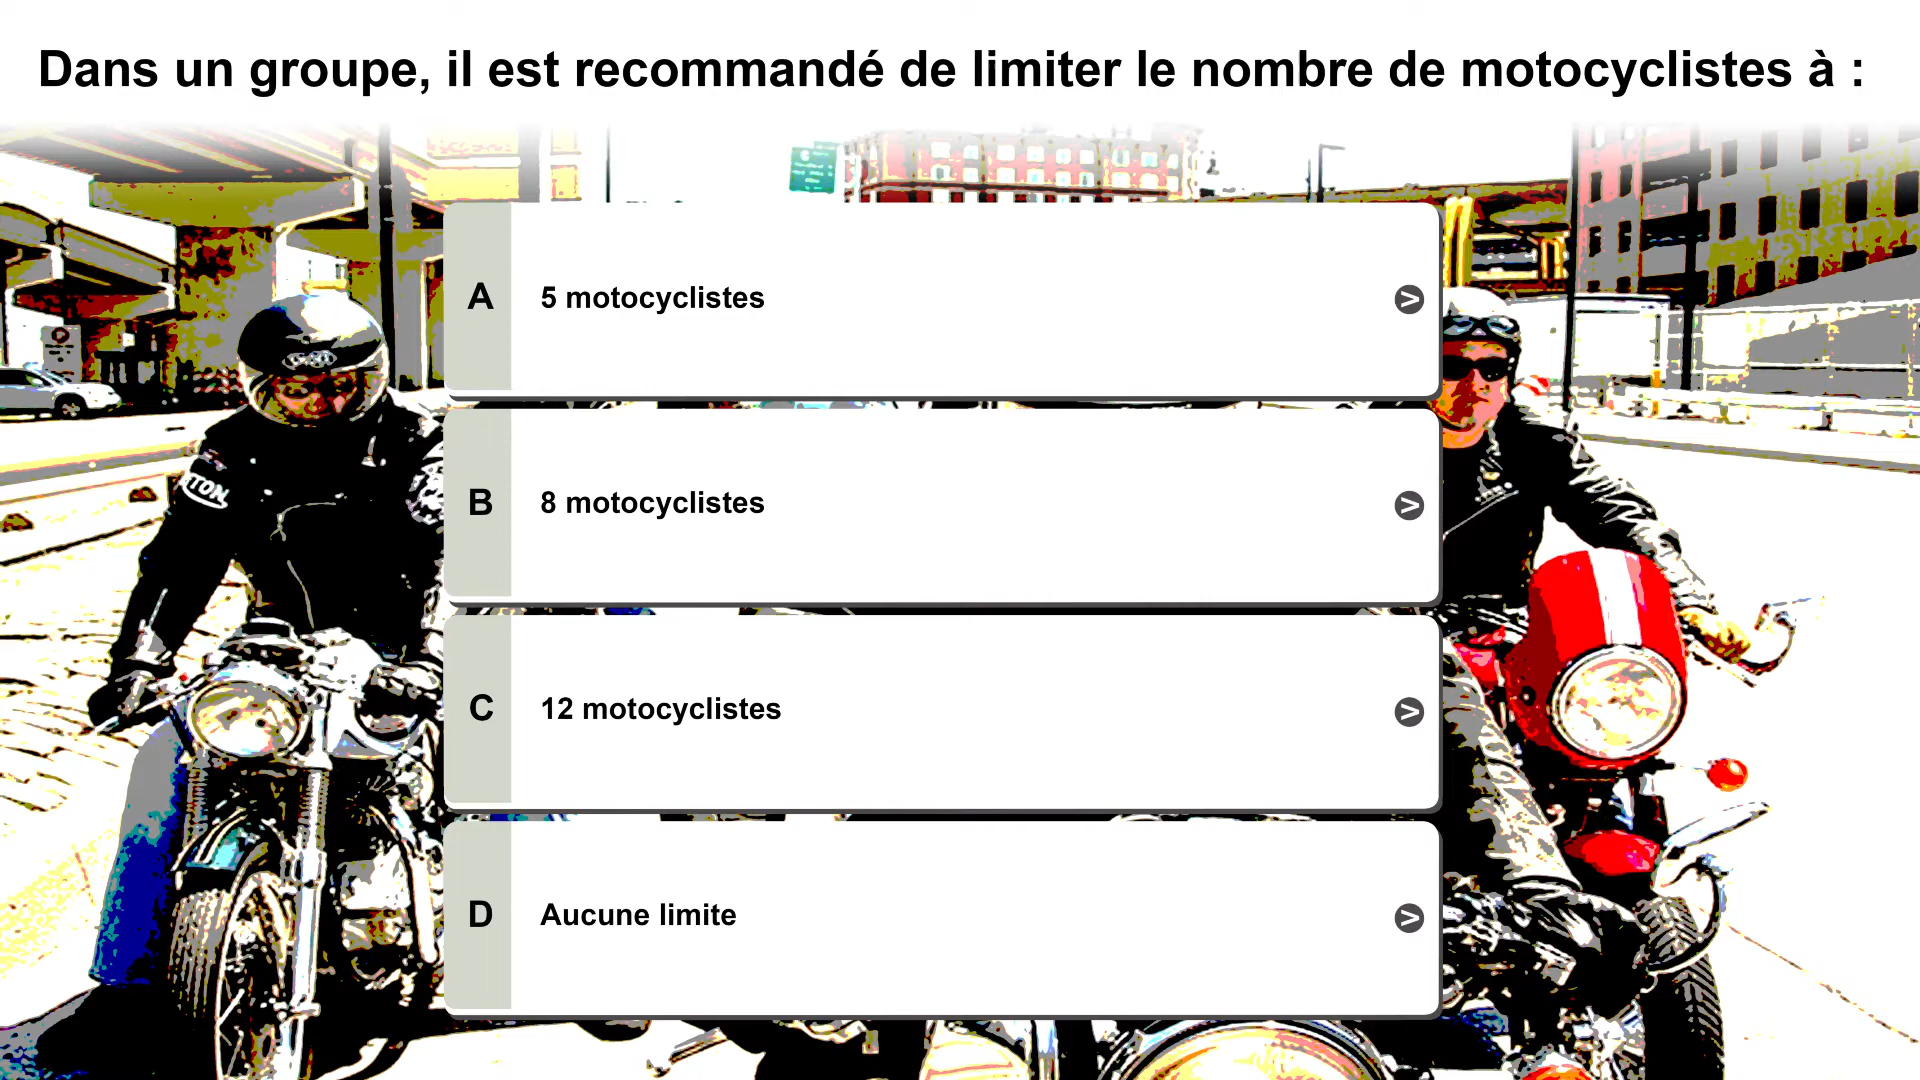 Dans un groupe, il est recommandé de limiter le nombre de motocyclistes à :
A 5 motocyclistes
B 8 motocyclistes
C 12 motocyclistes
D Aucune limite